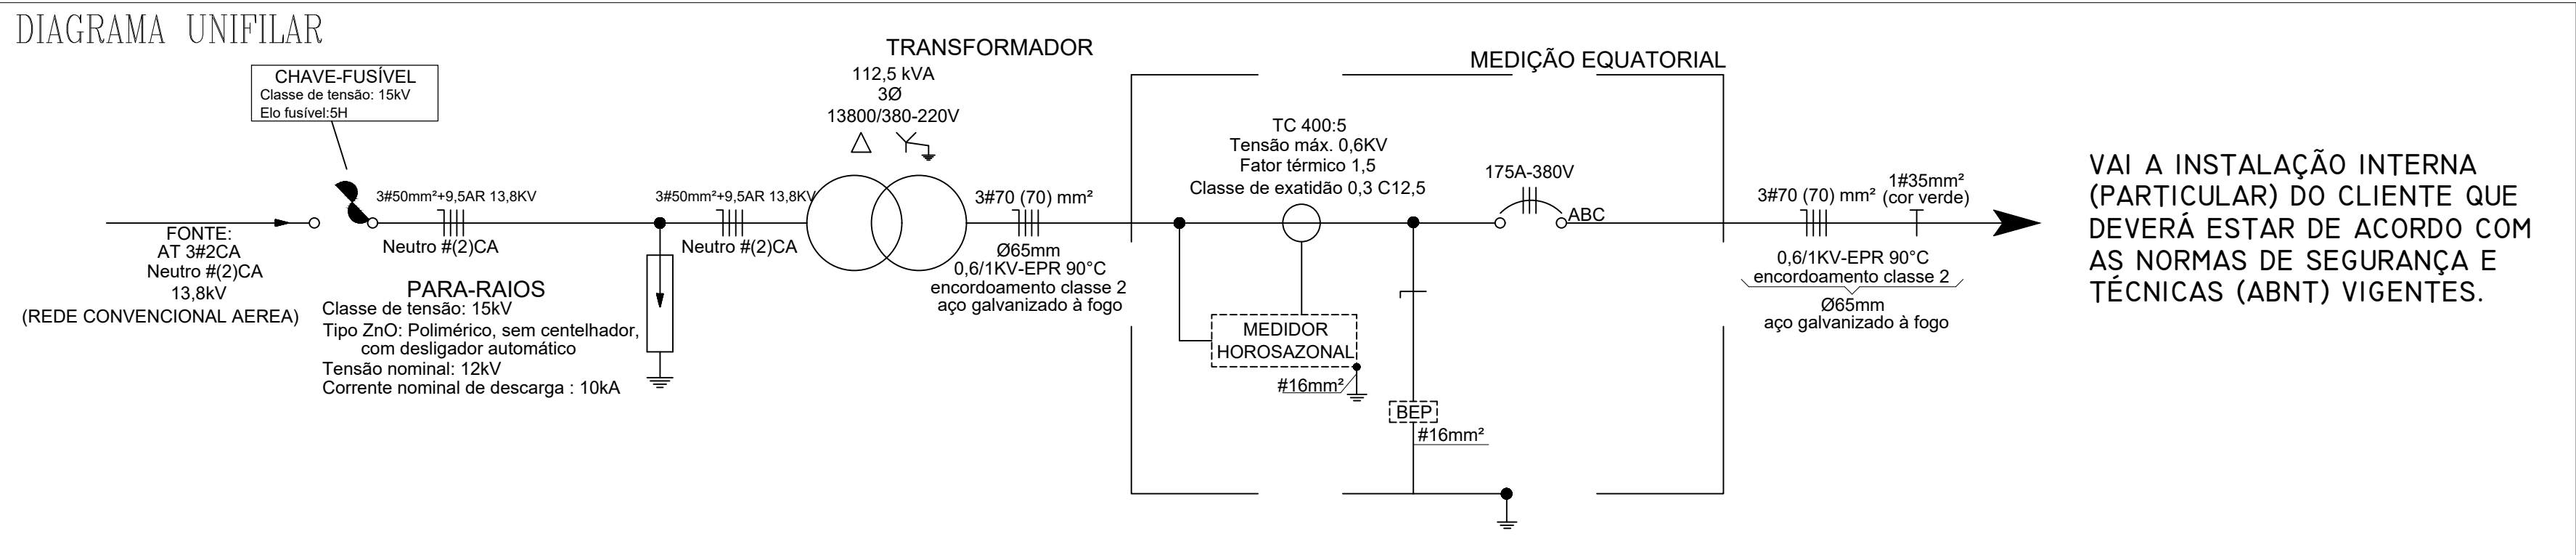 DIAGRAMA UNIFILAR
CHAVE-FUSÍVEL
Classe de tensão: 15kV
Elo fusível:5H
FONTE:
AT 3#2CA
Neutro #(2)CA
13,8kV
(REDE CONVENCIONAL AEREA)
3#50mm²+9,5AR 13,8KV
Neutro #(2)CA
PARA-RAIOS
Classe de tensão: 15kV
Tipo ZnO: Polimérico, sem centelhador,
com desligador automático
Tensão nominal: 12kV
Corrente nominal de descarga : 10kA
3#50mm²+9,5AR 13,8KV
Neutro #(2)CA
TRANSFORMADOR
112,5 kVA
3Ø
13800/380-220V
3#70 (70) mm²
Ø65mm
0,6/1KV-EPR 90°C
encordoamento classe 2
aço galvanizado à fogo
MEDIÇÃO EQUATORIAL
TC 400:5
Tensão máx. 0,6KV
Fator térmico 1,5
Classe de exatidão 0,3 C12,5
MEDIDOR
HOROSAZONAL
#16mm²
BEP
#16mm²
175A-380V
ABC
3#70 (70) mm²
1#35mm²
(cor verde)
0,6/1KV-EPR 90°C
encordoamento classe 2
Ø65mm
aço galvanizado à fogo
VAI A INSTALAÇÃO INTERNA
(PARTICULAR) DO CLIENTE QUE
DEVERÁ ESTAR DE ACORDO COM
AS NORMAS DE SEGURANÇA E
TÉCNICAS (ABNT) VIGENTES.